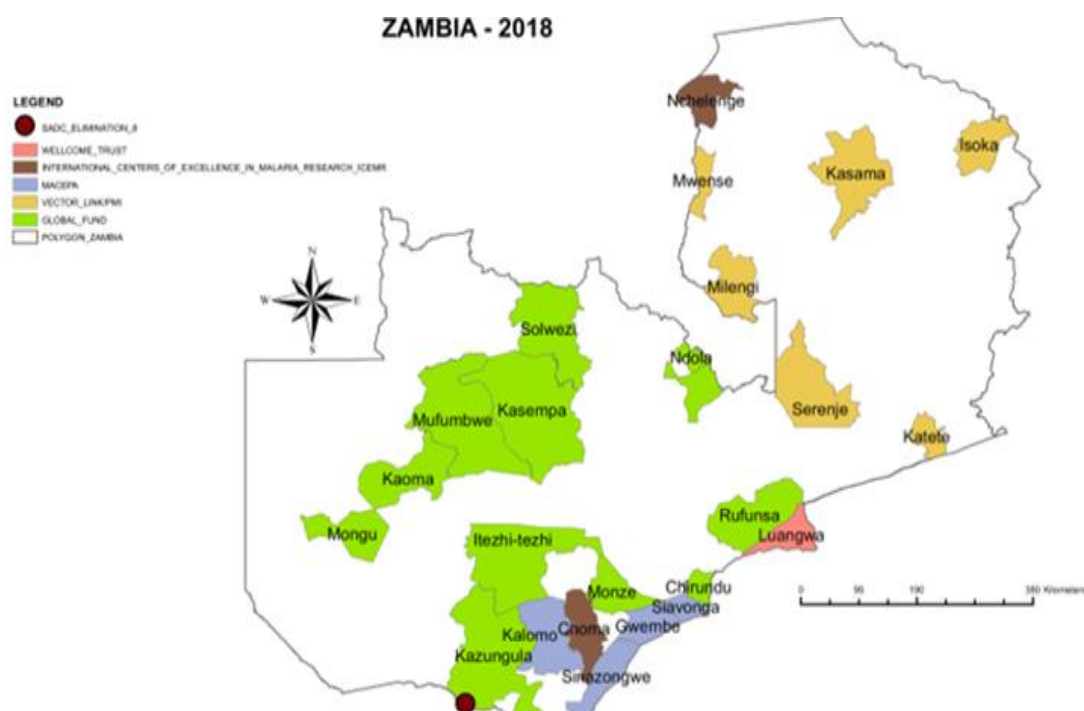 ZAMBIA - 2018
LEGEND
SADC_ELIMINATION_8
WELLCOME_TRUST
INTERNATIONAL_CENTERS_OF_EXCELLENCE_IN_MALARIA_RESEARCH_ICEMR
MACEPA
VECTOR_LINK/PMI
GLOBAL_FUND
POLYGON_ZAMBIA
N
W
E
S
Nchelenge
Isoka
Mwense
Kasama
Milengi
Solwezi
Ndola
Mufumbwe
Kasempa
Serenje
Katete
Kaoma
Mongu
Rufunsa
Luangwa
Itezhi-tezhi
Monze
Chirundu
Siavonga
Kalomo
Choma
Gwembe
Kazungula
Sinazongwe
0 95 190 380 Kilometers